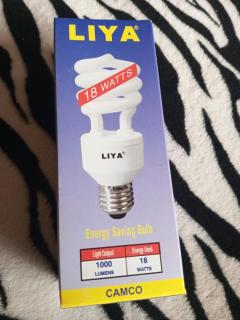 LIYA®
18 WATTS
LIYA®
Energy Saving Bulb
Light Output
1000
LUMENS
Energy Used
18
WATTS
CAMCO